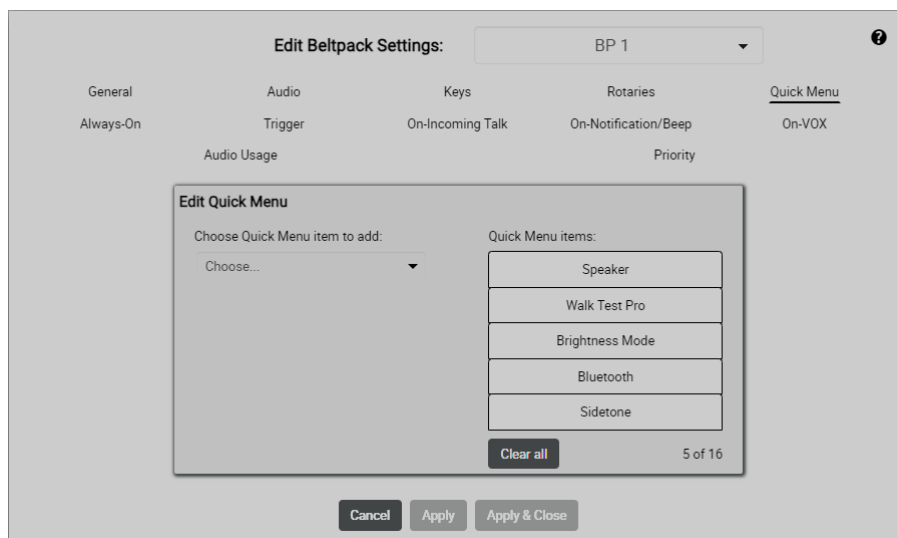 Edit Beltpack Settings: BP 1 ?
General Audio Keys Rotaries Quick Menu
Always-On Trigger On-Incoming Talk On-Notification/Beep On-VOX
Audio Usage Priority
Edit Quick Menu
Choose Quick Menu item to add: Quick Menu items:
Choose... Speaker
Walk Test Pro
Brightness Mode
Bluetooth
Sidetone
Clear all 5 of 16
Cancel Apply Apply & Close